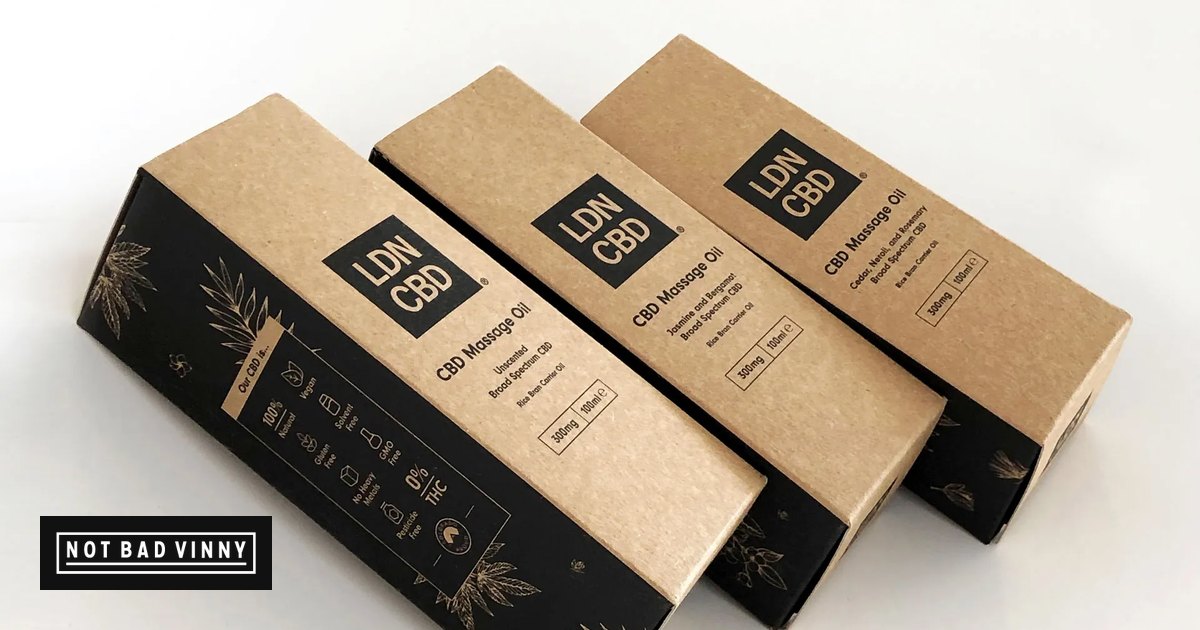 LDN
CBD®
CBD Massage Oil
Unscented
Broad Spectrum CBD
Rice Bran Carrier Oil
300mg 100ml ℮
Our CBD is...
100%
Natural
Vegan
Gluten
Free
Solvent
Free
No Heavy
Metals
GMO
Free
Pesticide
Free
0%
THC
LDN
CBD®
CBD Massage Oil
Jasmine and Bergamot
Broad Spectrum CBD
Rice Bran Carrier Oil
300mg 100ml ℮
LDN
CBD®
CBD Massage Oil
Cedar, Neroli, and Rosemary
Broad Spectrum CBD
Rice Bran Carrier Oil
300mg 100ml ℮
NOT BAD VINNY